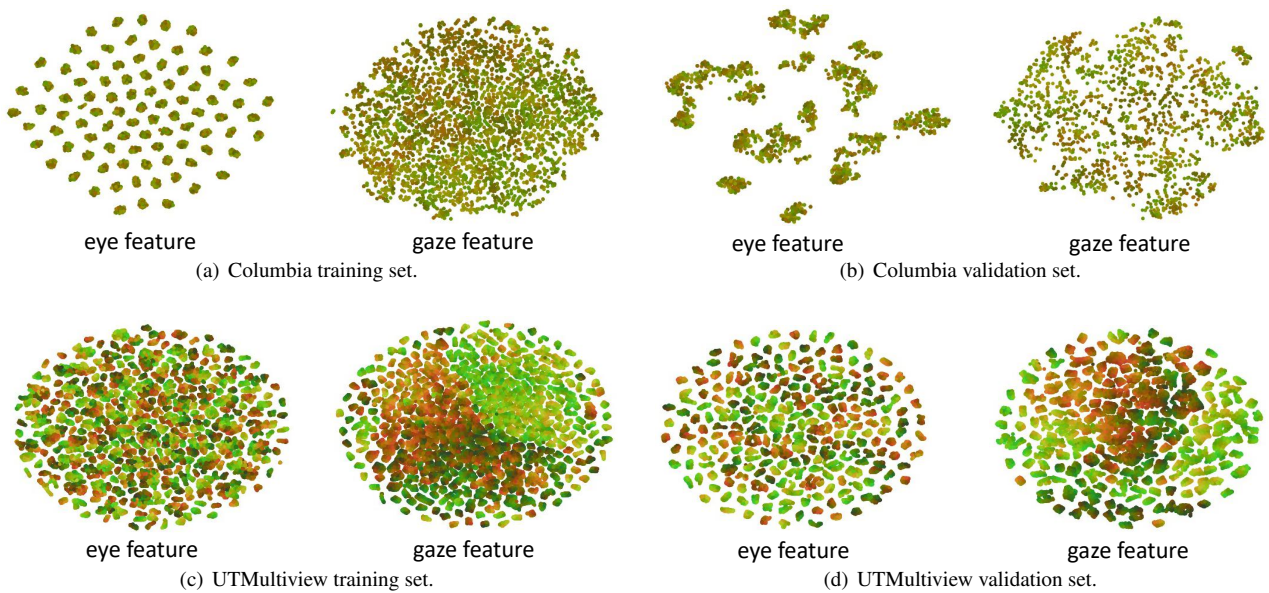 eye feature
gaze feature
(a) Columbia training set.
eye feature
gaze feature
(b) Columbia validation set.
eye feature
gaze feature
(c) UTMultiview training set.
eye feature
gaze feature
(d) UTMultiview validation set.